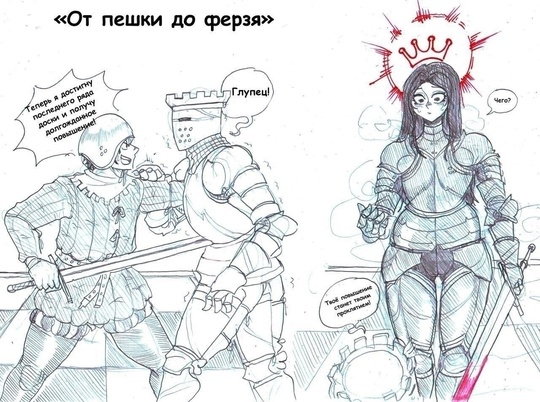 «От пешки до ферзя»
Теперь я достигну
последнего ряда
доски и получу
долгожданное
повышение!
Глупец!
Чего?
Твоё повышение
станет твоим
проклятием!